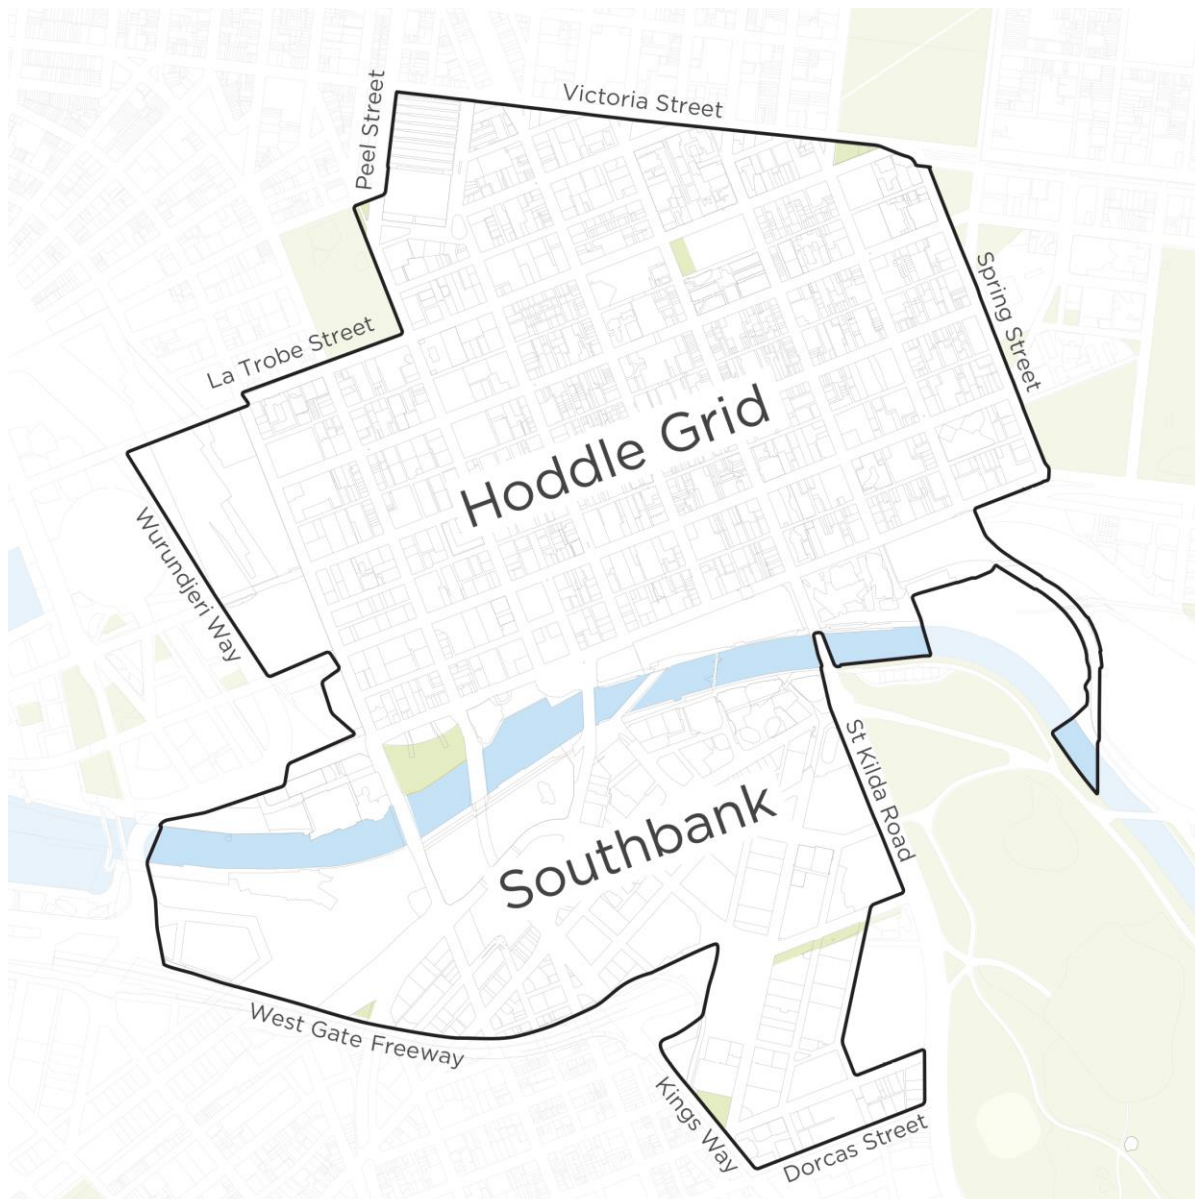 Victoria Street
Peel Street
Spring Street
La Trobe Street
Hoddle Grid
Wurundjeri Way
St Kilda Road
Southbank
West Gate Freeway
Kings Way
Dorcas Street